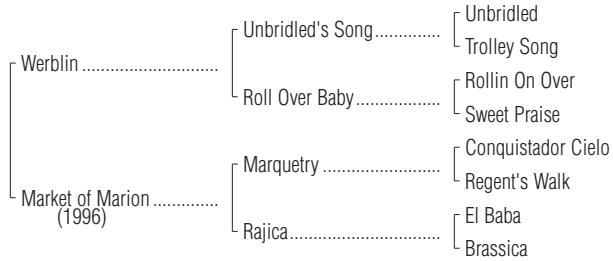 Unbridled
Unbridled's Song..............
Trolley Song
Werblin .............................
Rollin On Over
Roll Over Baby.................
Sweet Praise
Conquistador Cielo
Marquetry ........................
Regent's Walk
Market of Marion .............
(1996)
El Baba
Rajica...............................
Brassica